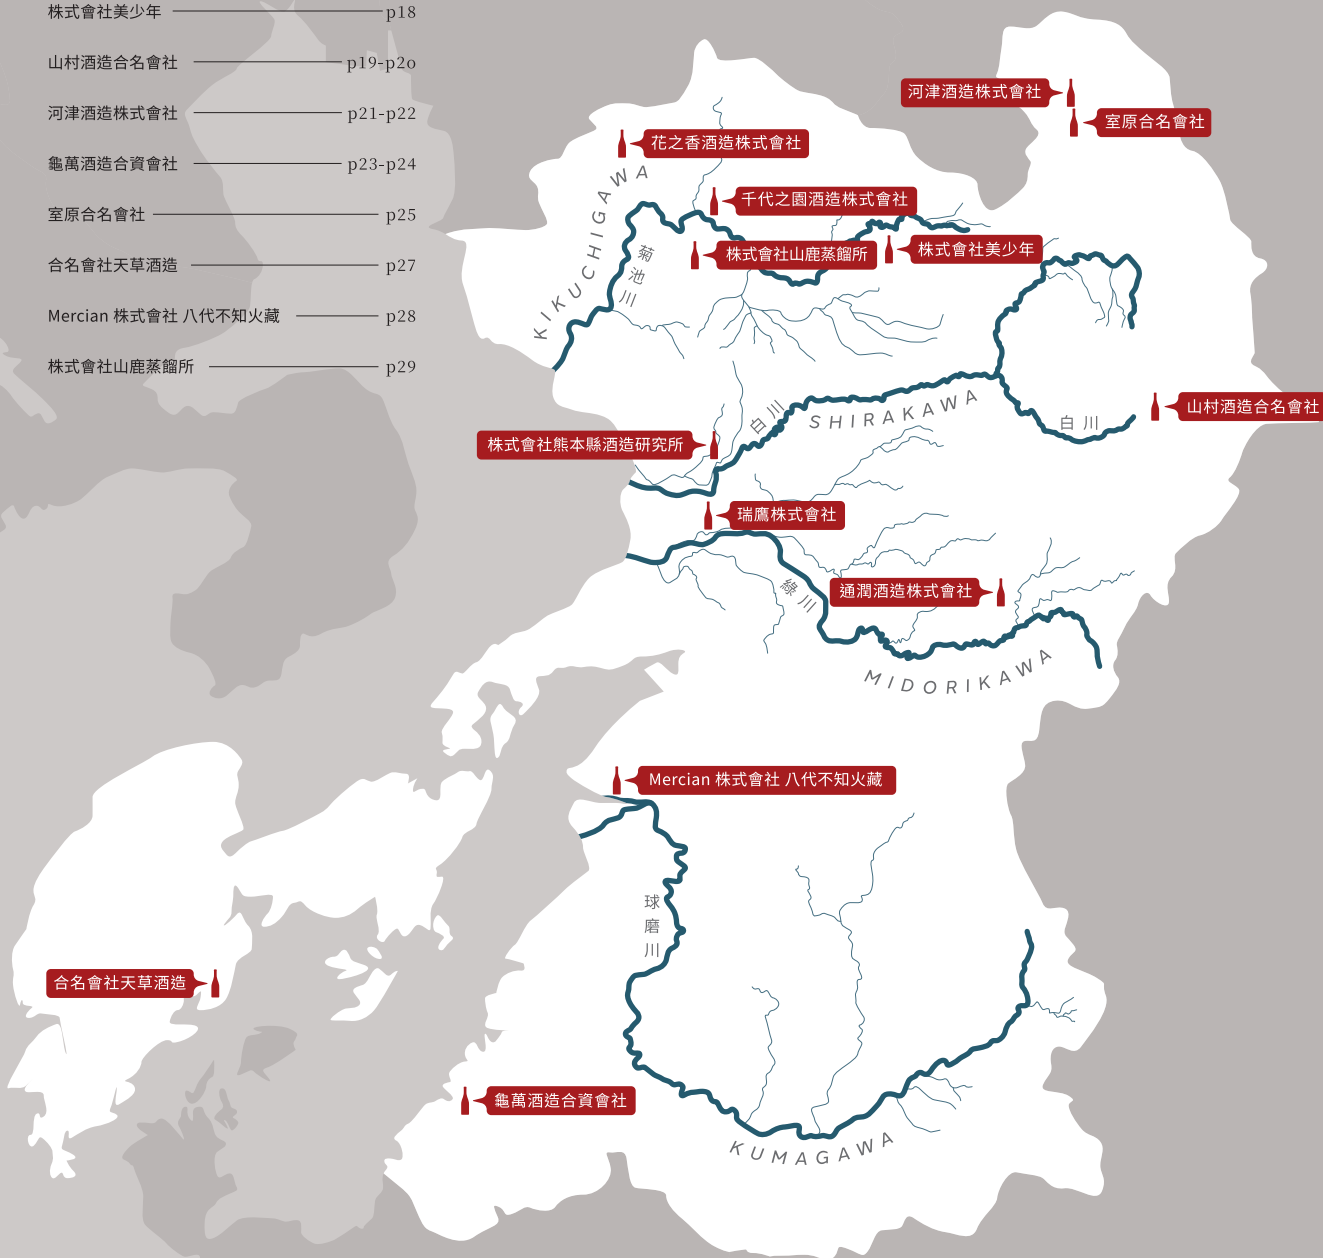 株式會社美少年 p18
山村酒造合名會社 p19-p20
河津酒造株式會社 p21-p22
龜萬酒造合資會社 p23-p24
室原合名會社 p25
合名會社天草酒造 p27
Mercian 株式會社 八代不知火藏 p28
株式會社山鹿蒸餾所 p29
河津酒造株式會社
室原合名會社
花之香酒造株式會社
千代之園酒造株式會社
株式會社山鹿蒸餾所
株式會社美少年
KIKUCHIGAWA
菊池川
山村酒造合名會社
白川
SHIRAKAWA
白川
株式會社熊本縣酒造研究所
瑞鷹株式會社
綠川
通潤酒造株式會社
MIDORIKAWA
Mercian 株式會社 八代不知火藏
球磨川
合名會社天草酒造
龜萬酒造合資會社
KUMAGAWA